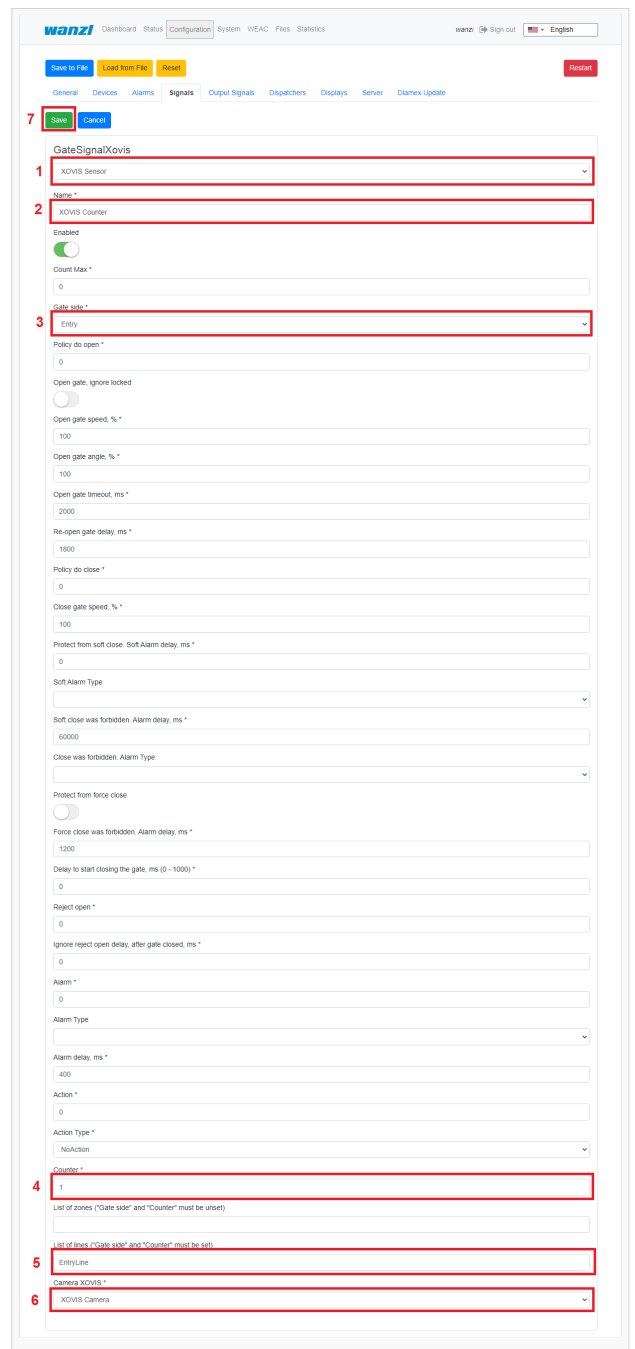 wanzl Dashboard Status Configuration System WEAC Files Statistics wanzl Sign out English
Save to File Load from File Reset Restart
General Devices Alarms Signals Output Signals Dispatchers Displays Server Diamex Update
7 Save Cancel
GateSignalXovis
1 XOVIS Sensor
Name *
2 XOVIS Counter
Enabled
Count Max *
0
Gate side *
3 Entry
Policy do open *
0
Open gate, ignore locked
Open gate speed, % *
100
Open gate angle, % *
100
Open gate timeout, ms *
2000
Re-open gate delay, ms *
1800
Policy do close *
0
Close gate speed, % *
100
Protect from soft close. Soft Alarm delay, ms *
0
Soft Alarm Type
Soft close was forbidden. Alarm delay, ms *
60000
Close was forbidden. Alarm Type
Protect from force close
Force close was forbidden. Alarm delay, ms *
1200
Delay to start closing the gate, ms (0 - 1000) *
0
Reject open *
0
Ignore reject open delay, after gate closed, ms *
0
Alarm *
0
Alarm Type
Alarm delay, ms *
400
Action *
0
Action Type *
NoAction
Counter *
4 1
List of zones ("Gate side" and "Counter" must be unset)
List of lines ("Gate side" and "Counter" must be set)
5 EntryLine
Camera XOVIS *
6 XOVIS Camera